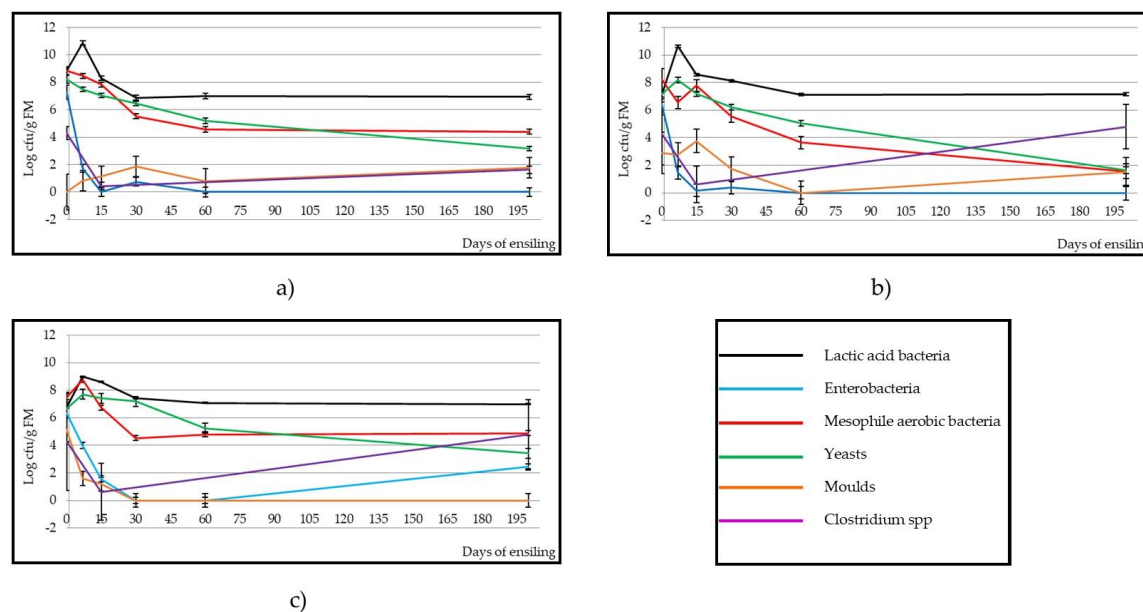 12
10
8
6
4
2
0
-2
Log cfu/g FM
0 15 30 45 60 75 90 105 120 135 150 165 180 195
Days of ensiling
a)
12
10
8
6
4
2
0
-2
Log cfu/g FM
0 15 30 45 60 75 90 105 120 135 150 165 180 195
Days of ensiling
b)
12
10
8
6
4
2
0
-2
Log cfu/g FM
0 15 30 45 60 75 90 105 120 135 150 165 180 195
Days of ensiling
c)
Lactic acid bacteria
Enterobacteria
Mesophile aerobic bacteria
Yeasts
Moulds
Clostridium spp